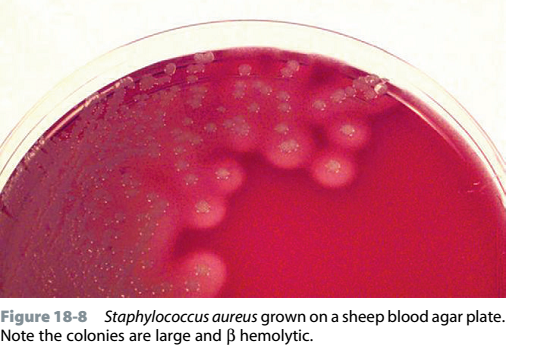 Figure 18-8 Staphylococcus aureus grown on a sheep blood agar plate.
Note the colonies are large and β hemolytic.